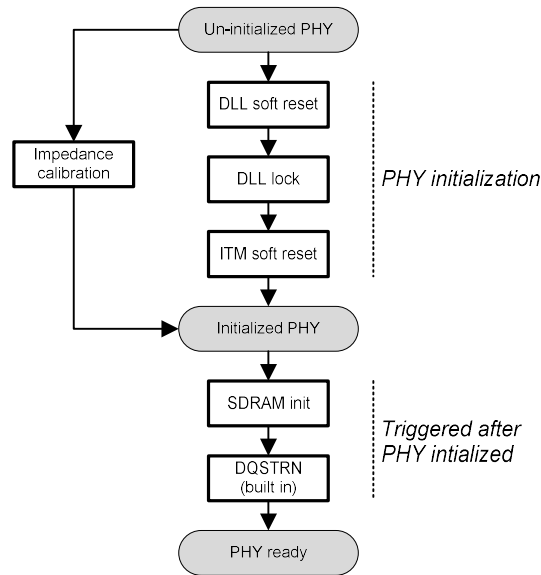 Un-initialized PHY
DLL soft reset
Impedance
calibration
DLL lock
PHY initialization
ITM soft reset
Initialized PHY
SDRAM init
Triggered after
PHY intialized
DQSTRN
(built in)
PHY ready